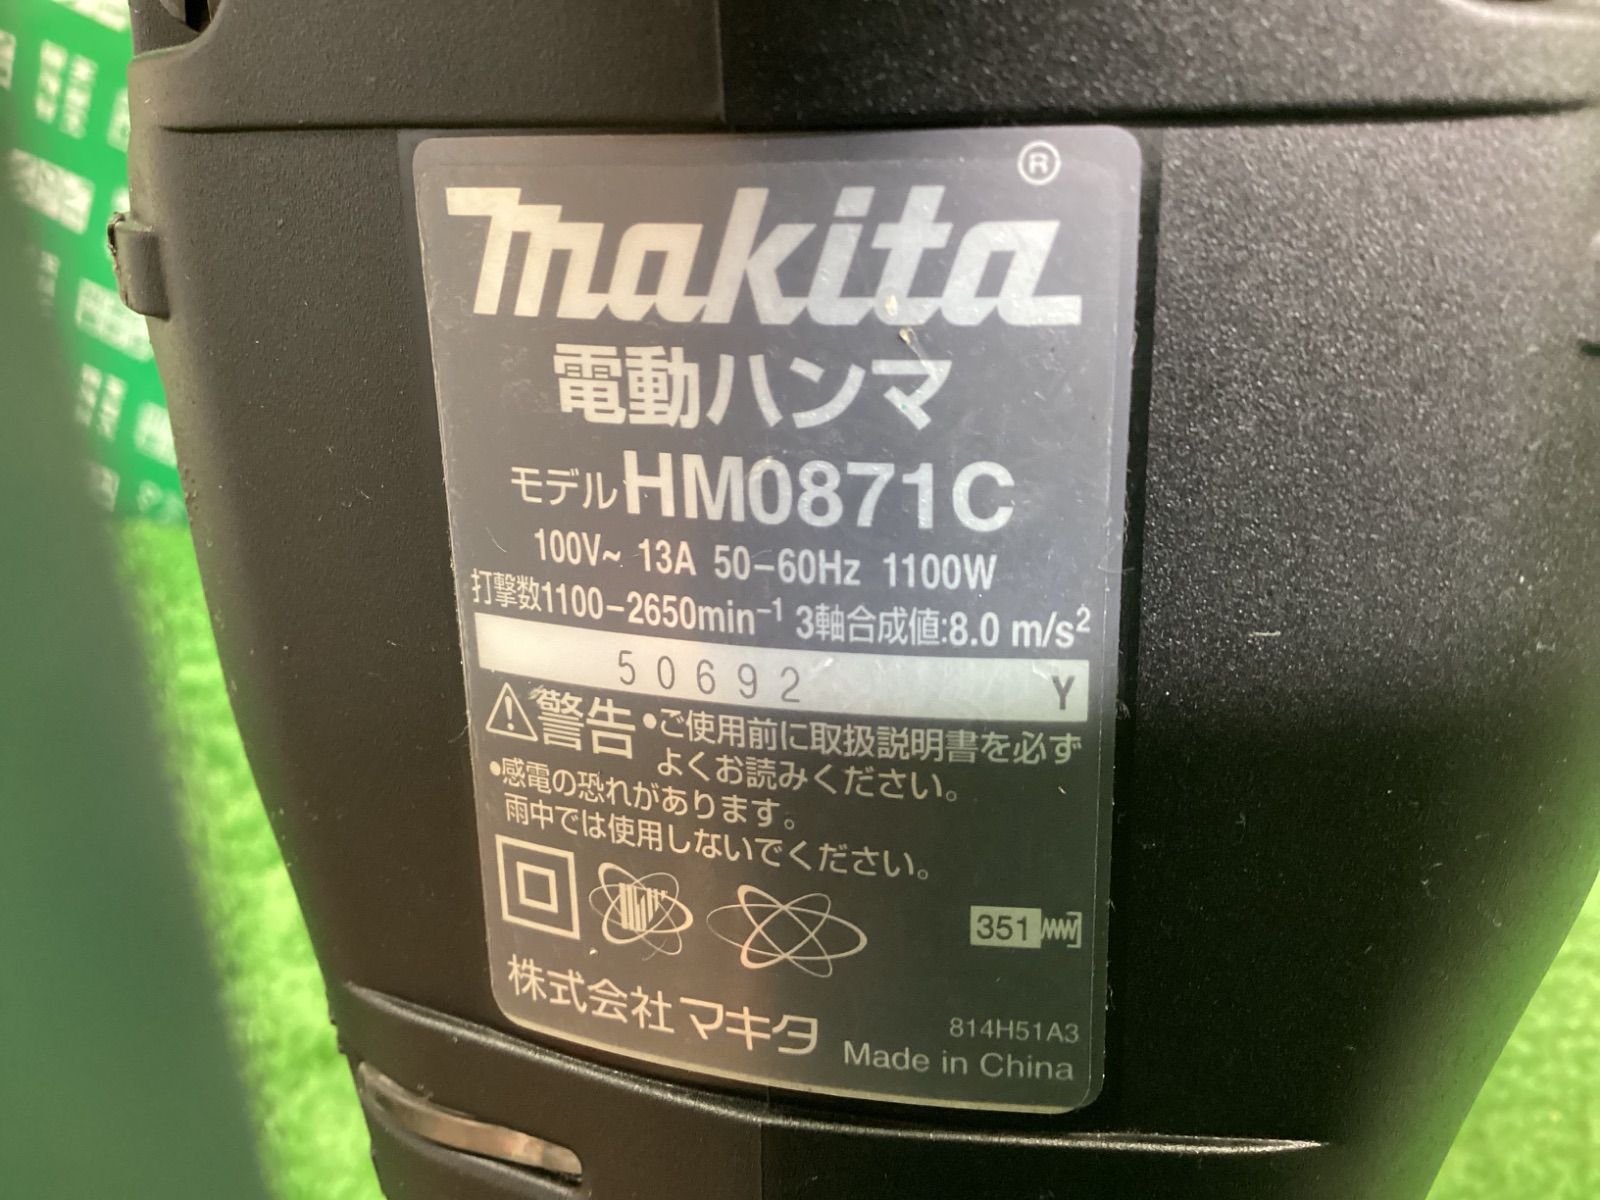 makita®
電動ハンマ
モデル HM0871C
100V~ 13A 50-60Hz 1100W
打撃数1100-2650min⁻¹ 3軸合成値:8.0 m/s²
50692 Y
⚠警告 •ご使用前に取扱説明書を必ず
よくお読みください。
•感電の恐れがあります。
雨中では使用しないでください。
351
株式会社マキタ
814H51A3
Made in China